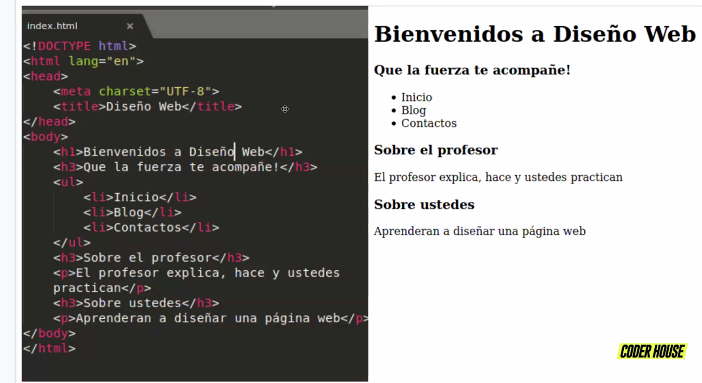 index.html ×
<!DOCTYPE html>
<html lang="en">
<head>
<meta charset="UTF-8">
<title>Diseño Web</title>
</head>
<body>
<h1>Bienvenidos a Diseño Web</h1>
<h3>Que la fuerza te acompañe!</h3>
<ul>
<li>Inicio</li>
<li>Blog</li>
<li>Contactos</li>
</ul>
<h3>Sobre el profesor</h3>
<p>El profesor explica, hace y ustedes
practican</p>
<h3>Sobre ustedes</h3>
<p>Aprenderan a diseñar una página web</p>
</body>
</html>
Bienvenidos a Diseño Web
Que la fuerza te acompañe!
• Inicio
• Blog
• Contactos
Sobre el profesor
El profesor explica, hace y ustedes practican
Sobre ustedes
Aprenderan a diseñar una página web
CODER HOUSE